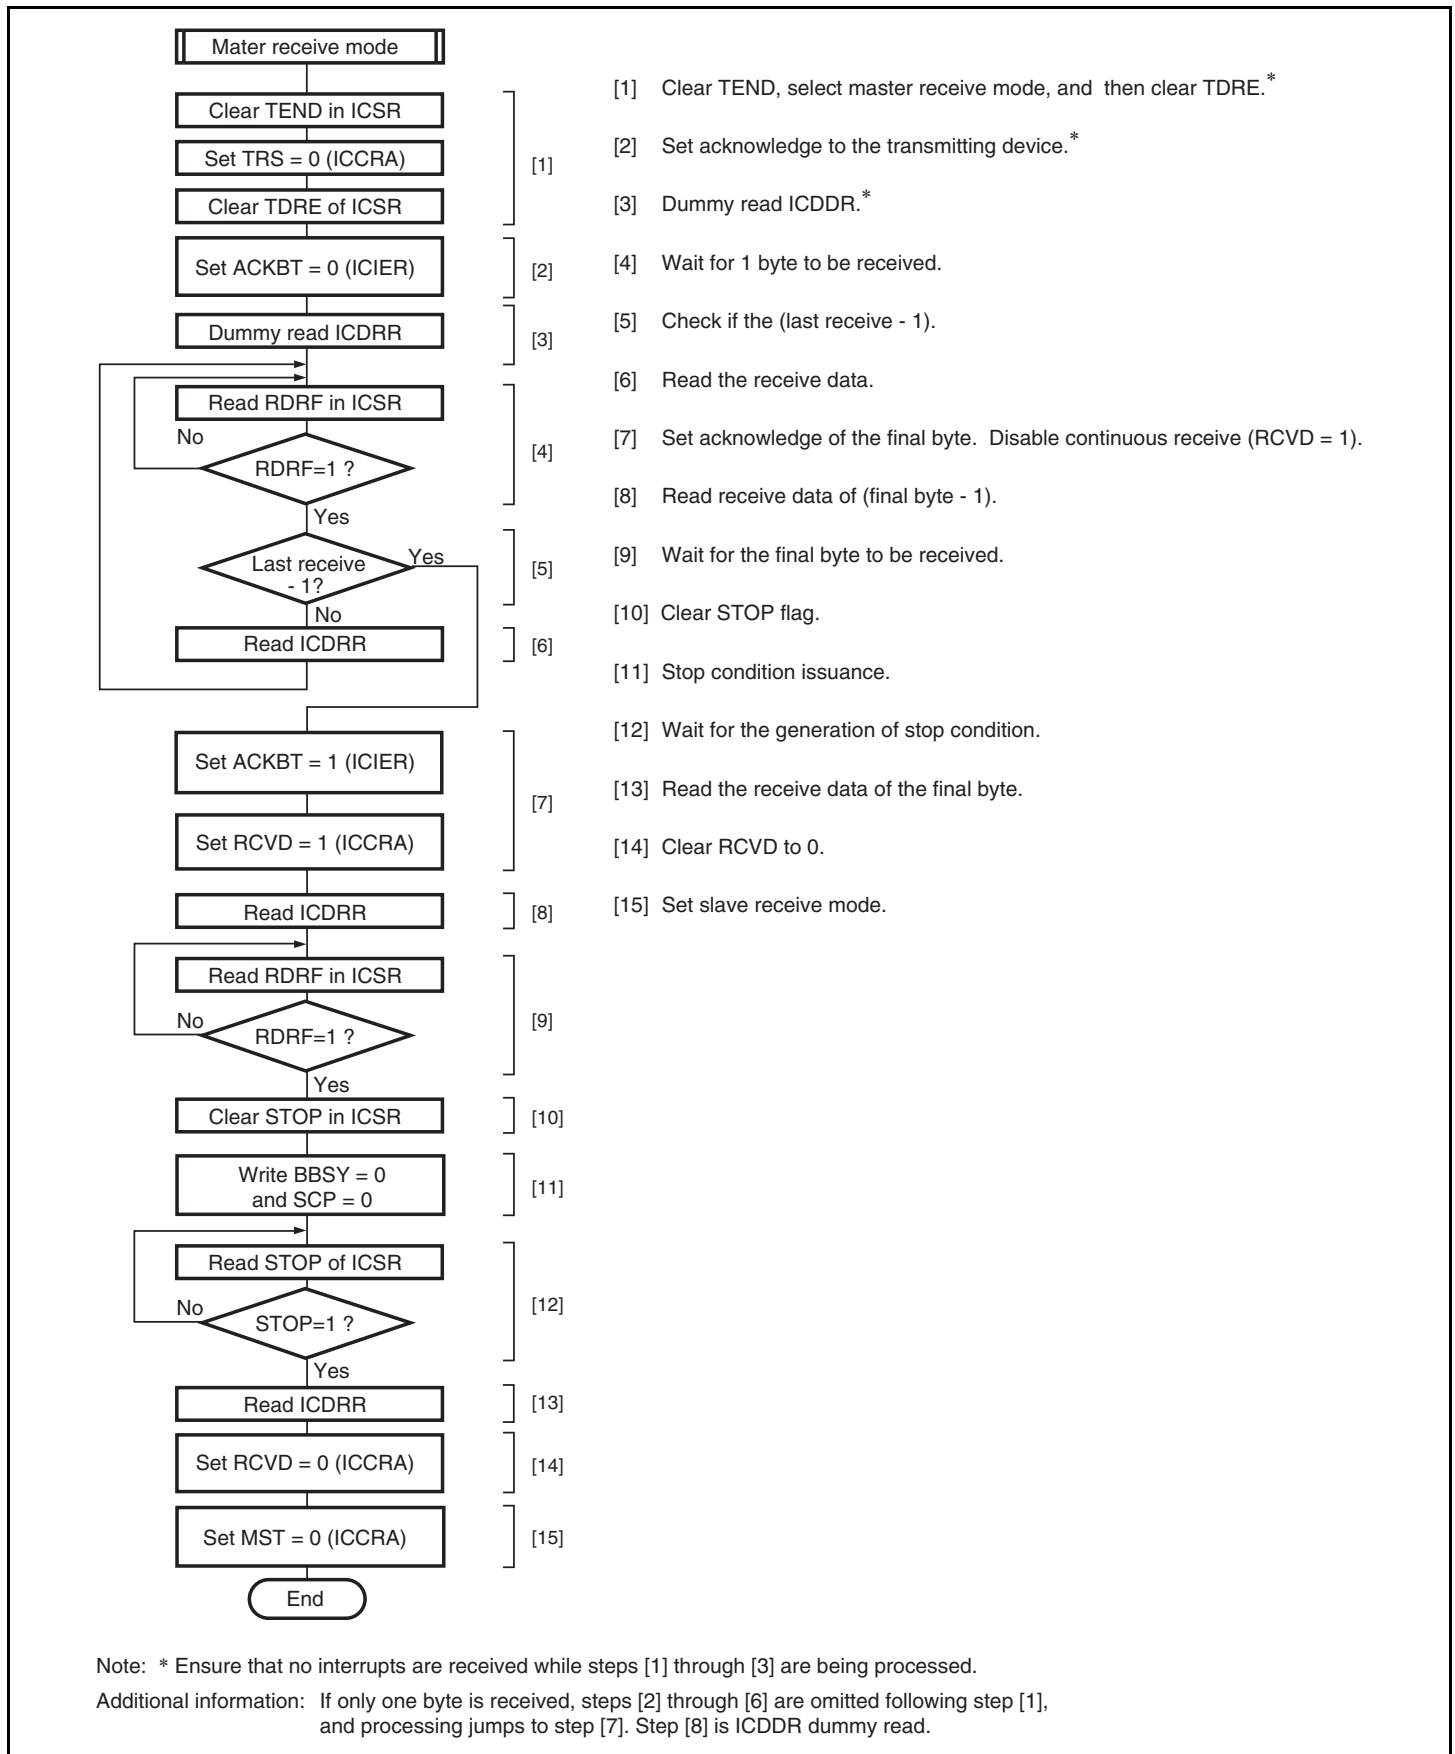 Mater receive mode
Clear TEND in ICSR
Set TRS = 0 (ICCRA)
Clear TDRE of ICSR
[1]
Set ACKBT = 0 (ICIER)
[2]
Dummy read ICDRR
[3]
Read RDRF in ICSR
No
RDRF=1 ?
[4]
Yes
Last receive
- 1?
Yes
[5]
No
Read ICDRR
[6]
Set ACKBT = 1 (ICIER)
[7]
Set RCVD = 1 (ICCRA)
Read ICDRR
[8]
Read RDRF in ICSR
No
RDRF=1 ?
[9]
Yes
Clear STOP in ICSR
[10]
Write BBSY = 0
and SCP = 0
[11]
Read STOP of ICSR
No
STOP=1 ?
[12]
Yes
Read ICDRR
[13]
Set RCVD = 0 (ICCRA)
[14]
Set MST = 0 (ICCRA)
[15]
End
[1] Clear TEND, select master receive mode, and then clear TDRE.*
[2] Set acknowledge to the transmitting device.*
[3] Dummy read ICDDR.*
[4] Wait for 1 byte to be received.
[5] Check if the (last receive - 1).
[6] Read the receive data.
[7] Set acknowledge of the final byte. Disable continuous receive (RCVD = 1).
[8] Read receive data of (final byte - 1).
[9] Wait for the final byte to be received.
[10] Clear STOP flag.
[11] Stop condition issuance.
[12] Wait for the generation of stop condition.
[13] Read the receive data of the final byte.
[14] Clear RCVD to 0.
[15] Set slave receive mode.
Note: * Ensure that no interrupts are received while steps [1] through [3] are being processed.
Additional information: If only one byte is received, steps [2] through [6] are omitted following step [1],
and processing jumps to step [7]. Step [8] is ICDDR dummy read.